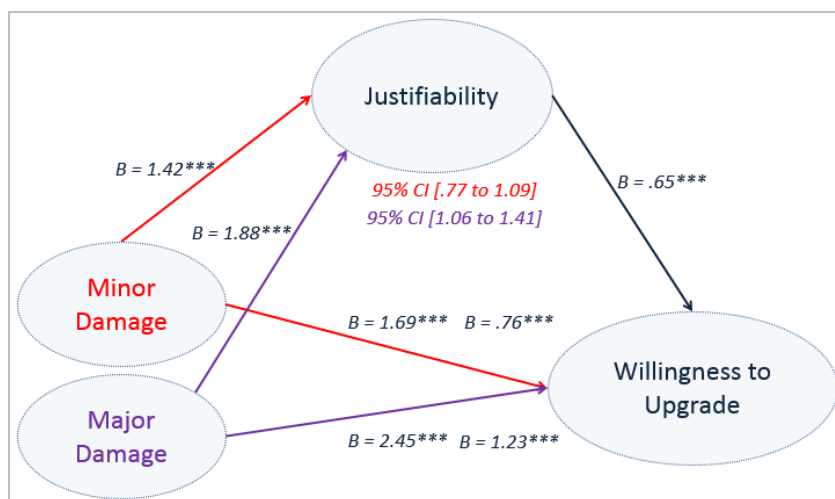 Justifiability
B = 1.42***
95% CI [.77 to 1.09]
B = .65***
95% CI [1.06 to 1.41]
B = 1.88***
Minor
Damage
B = 1.69*** B = .76***
Willingness to
Upgrade
Major
Damage
B = 2.45*** B = 1.23***